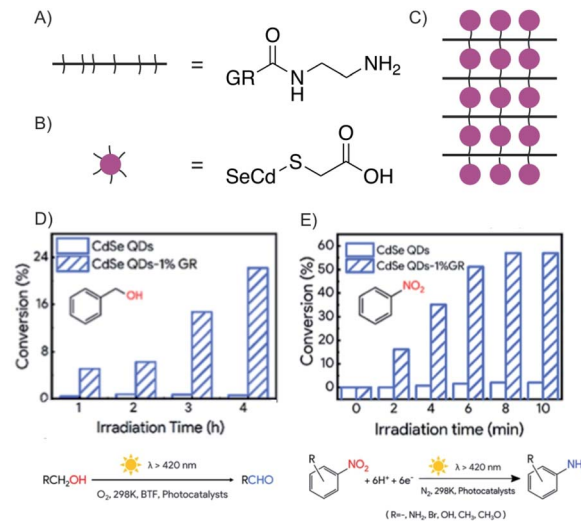 A)
=
O
GR
N
H
NH2
B)
=
SeCd
S
O
OH
C)
D)
CdSe QDs
CdSe QDs-1% GR
OH
Conversion (%)
24
16
8
0
1 2 3 4
Irradiation Time (h)
RCH2OH
λ > 420 nm
O2, 298K, BTF, Photocatalysts
RCHO
E)
CdSe QDs
CdSe QDs-1%GR
NO2
Conversion (%)
60
50
40
30
20
10
0
0 2 4 6 8 10
Irradiation time (min)
R
NO2
+ 6H+ + 6e-
λ > 420 nm
N2, 298K, Photocatalysts
R
NH
( R=-, NH2, Br, OH, CH3, CH3O )